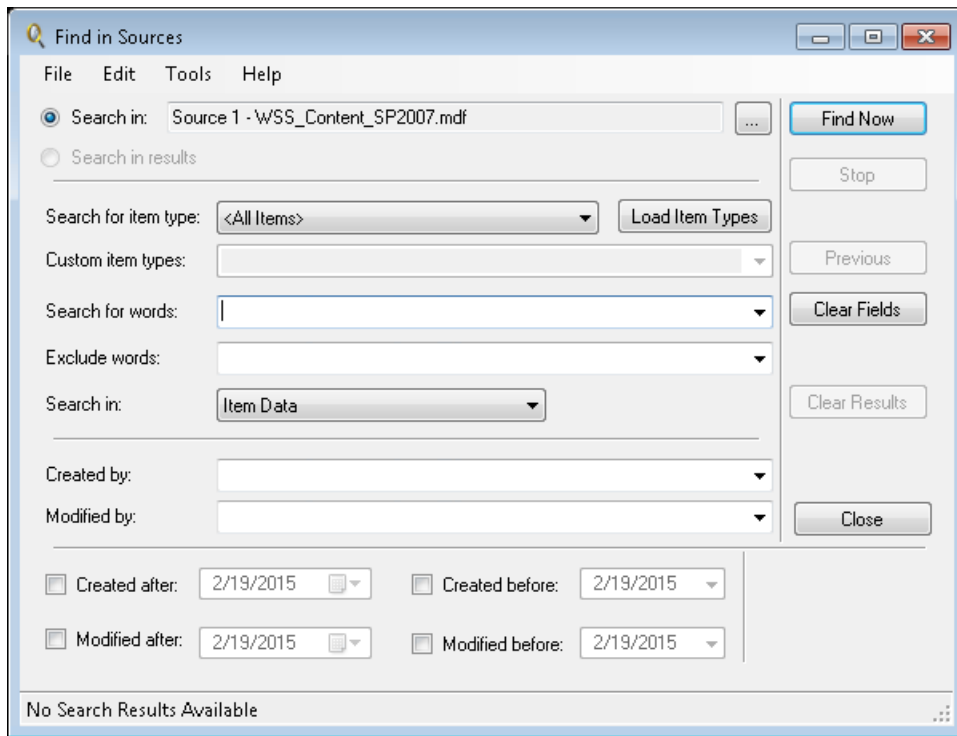 Find in Sources
File Edit Tools Help
Search in: Source 1 - WSS_Content_SP2007.mdf ... Find Now
Search in results
Stop
Search for item type: <All Items> Load Item Types
Custom item types: Previous
Search for words: Clear Fields
Exclude words:
Search in: Item Data Clear Results
Created by:
Modified by: Close
Created after: 2/19/2015 Created before: 2/19/2015
Modified after: 2/19/2015 Modified before: 2/19/2015
No Search Results Available